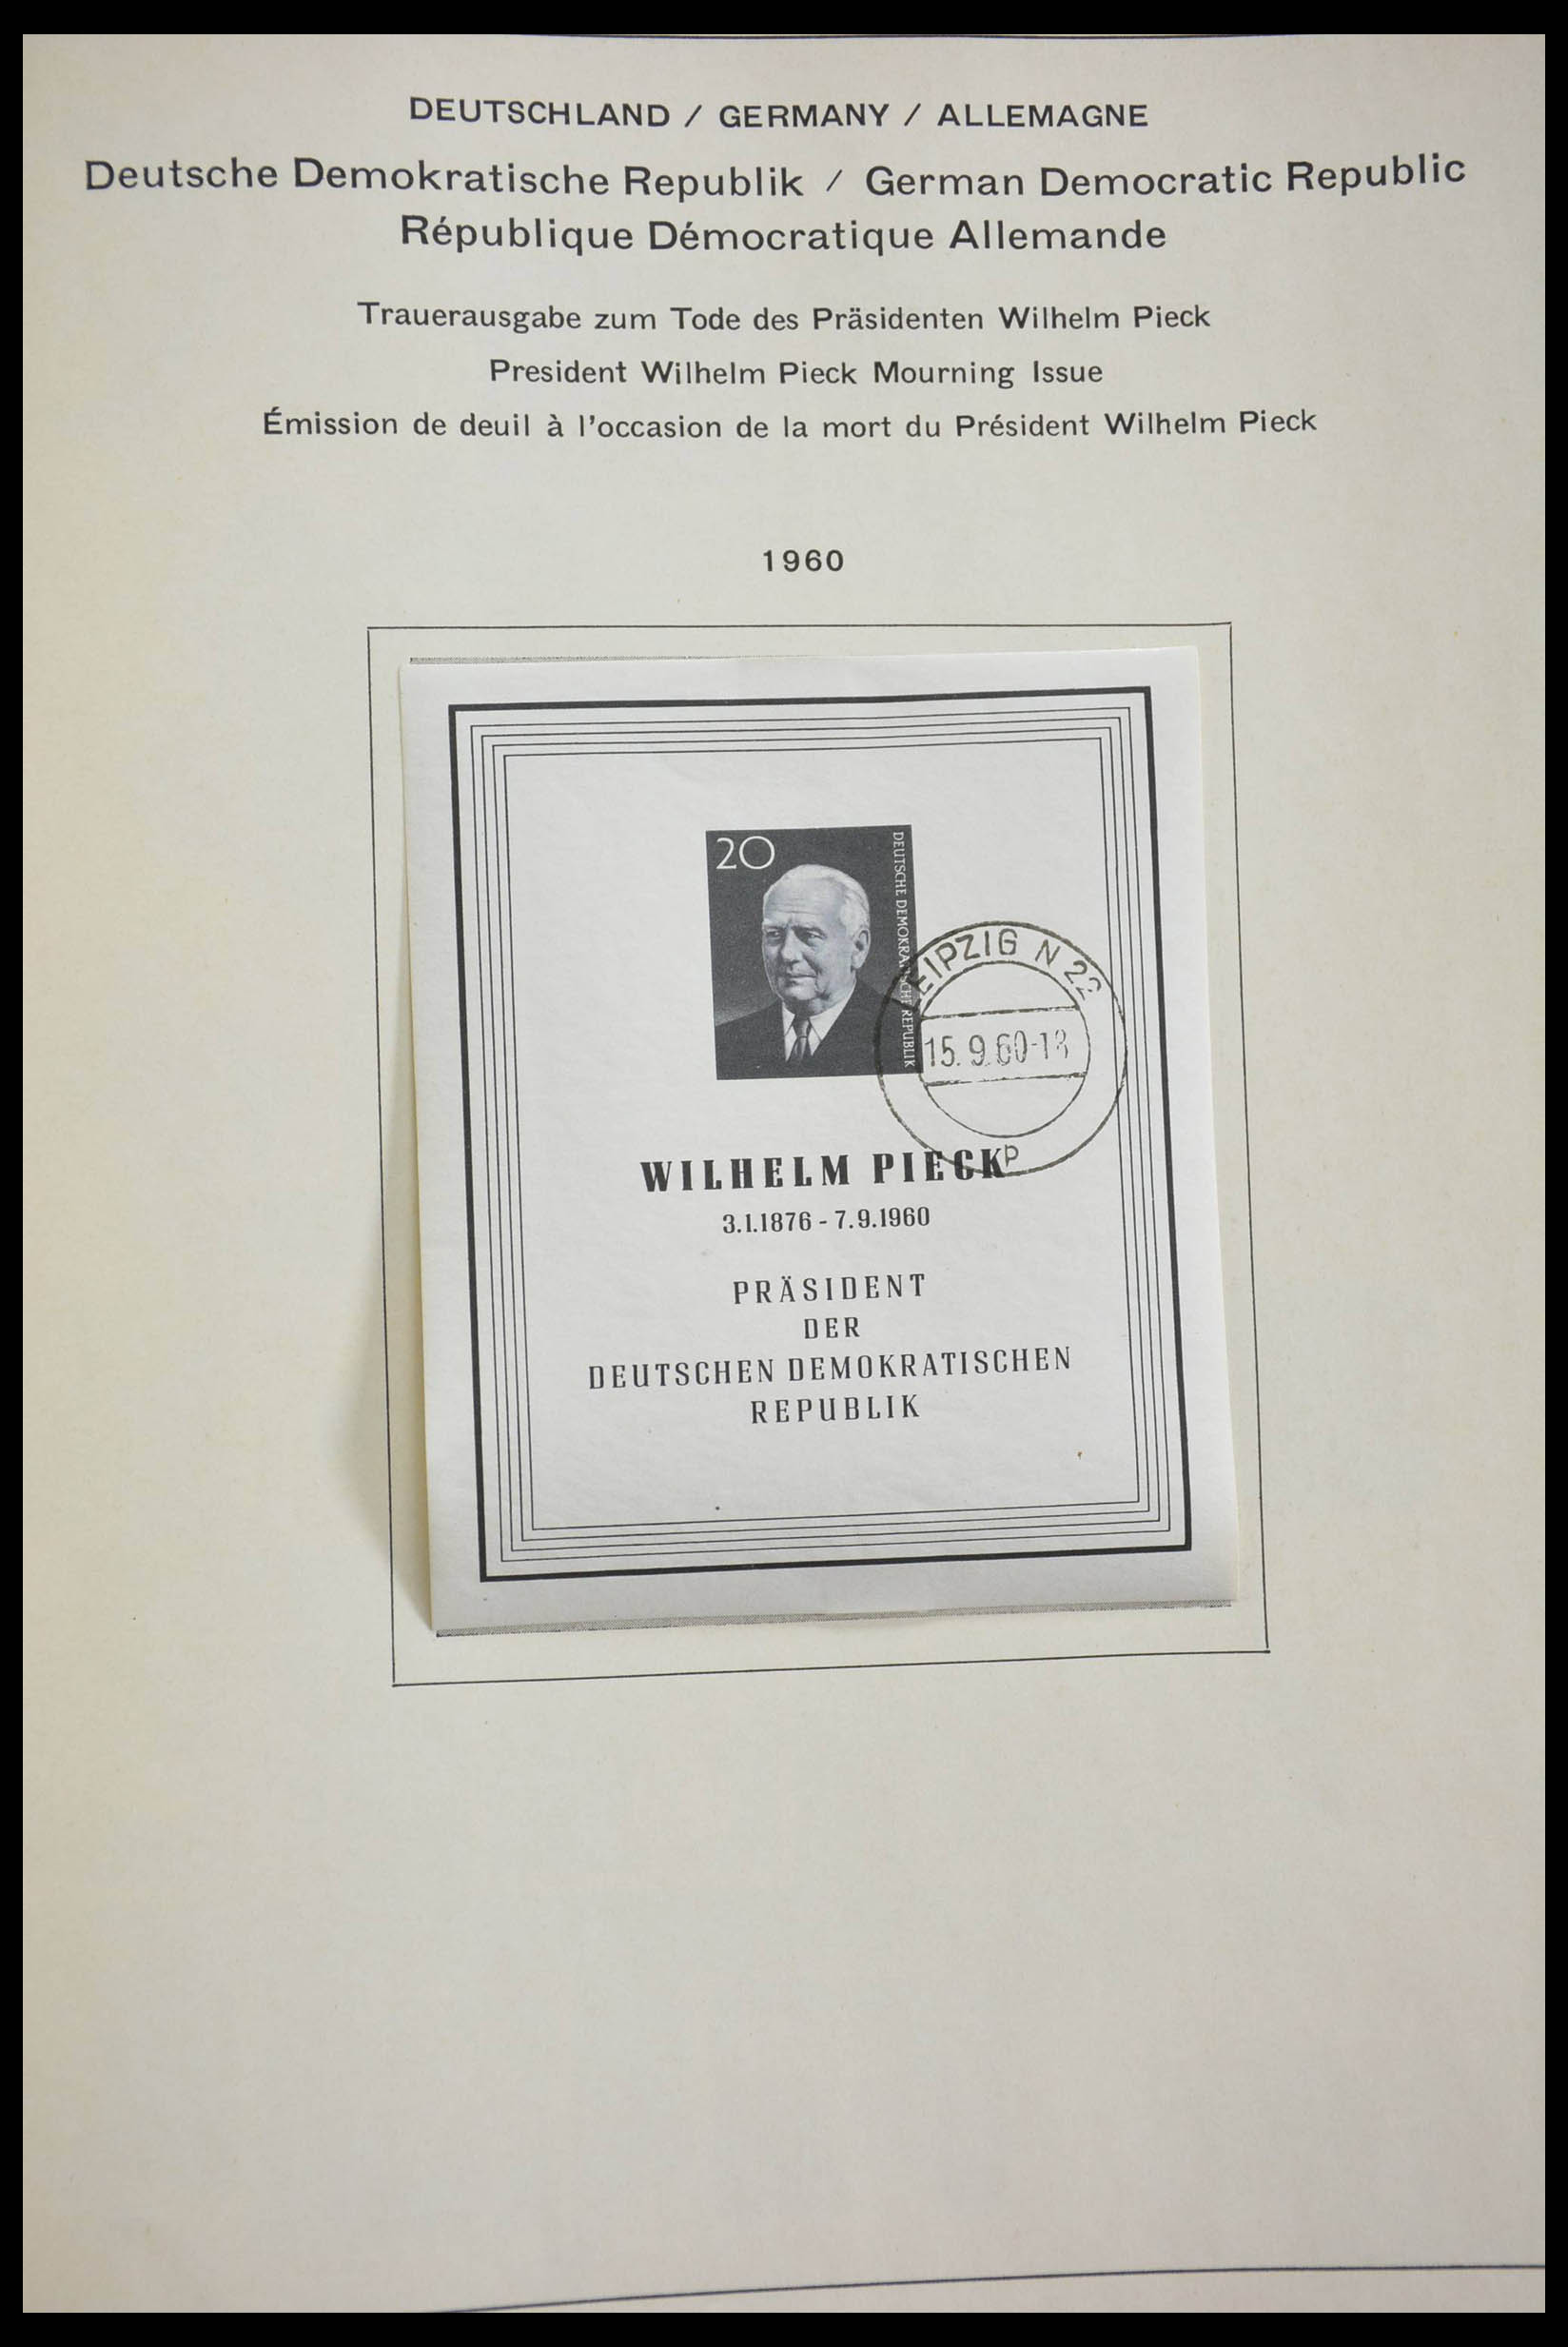 DEUTSCHLAND / GERMANY / ALLEMAGNE
Deutsche Demokratische Republik / German Democratic Republic
République Démocratique Allemande
Trauerausgabe zum Tode des Präsidenten Wilhelm Pieck
President Wilhelm Pieck Mourning Issue
Émission de deuil à l'occasion de la mort du Président Wilhelm Pieck
1960
20
DEUTSCHE DEMOKRATISCHE REPUBLIK
LEIPZIG N 22
15.9.60-18
p
WILHELM PIECK
3.1.1876 - 7.9.1960
PRÄSIDENT
DER
DEUTSCHEN DEMOKRATISCHEN
REPUBLIK